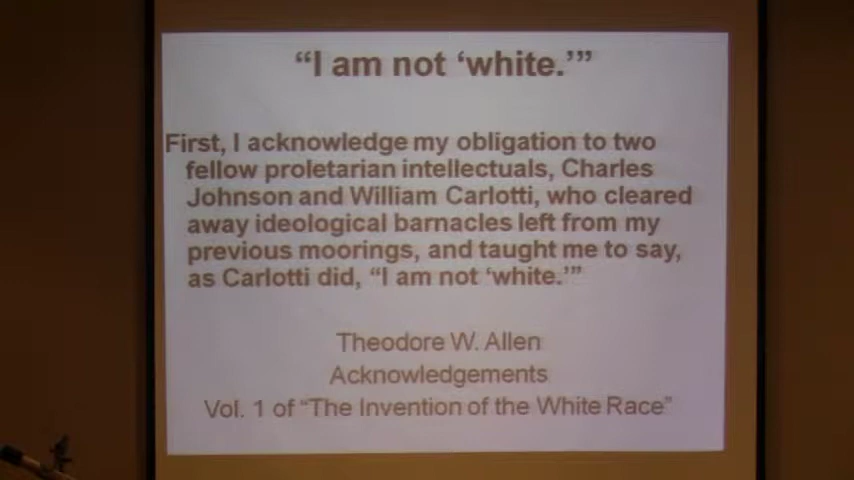 “I am not ‘white.’”
First, I acknowledge my obligation to two
fellow proletarian intellectuals, Charles
Johnson and William Carlotti, who cleared
away ideological barnacles left from my
previous moorings, and taught me to say,
as Carlotti did, “I am not ‘white.’”
Theodore W. Allen
Acknowledgements
Vol. 1 of “The Invention of the White Race”